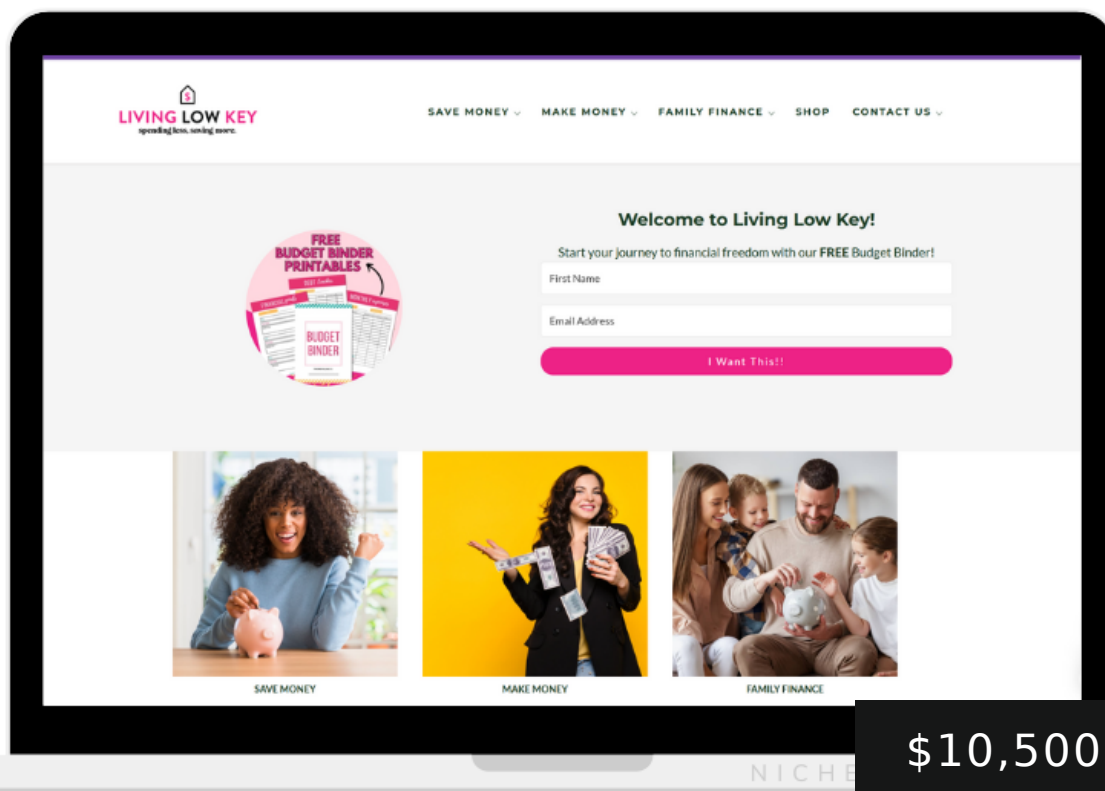 LIVING LOW KEY
spending less. saving more.
SAVE MONEY
MAKE MONEY
FAMILY FINANCE
SHOP
CONTACT US
Welcome to Living Low Key!
Start your journey to financial freedom with our FREE Budget Binder!
First Name
Email Address
I Want This!!
FREE
BUDGET BINDER
PRINTABLES
BUDGET
BINDER
SAVE MONEY
MAKE MONEY
FAMILY FINANCE
$10,500
NICHE